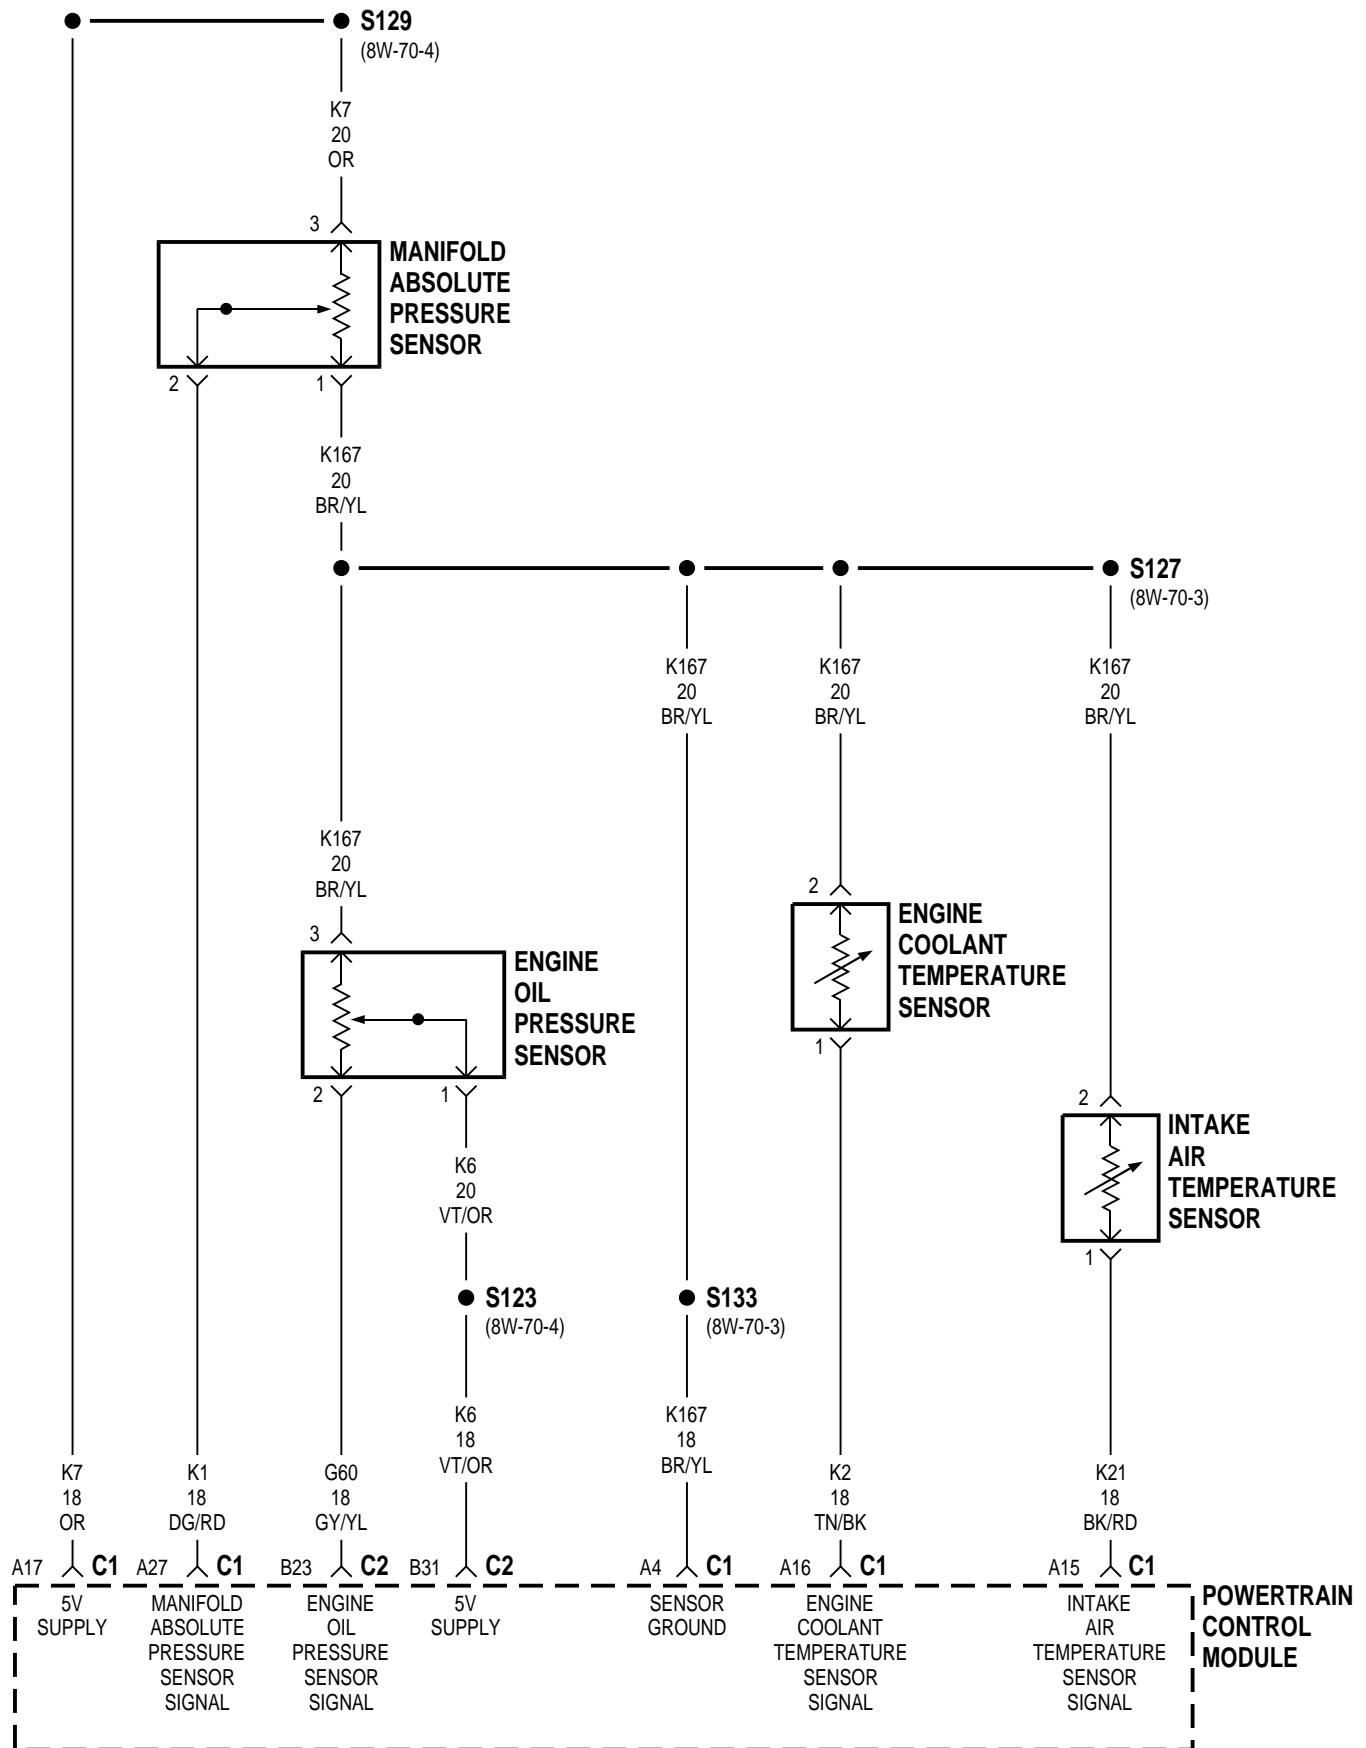 S129
(8W-70-4)
K7
20
OR
3
MANIFOLD
ABSOLUTE
PRESSURE
SENSOR
2
1
K167
20
BR/YL
S127
(8W-70-3)
K167
20
BR/YL
K167
20
BR/YL
K167
20
BR/YL
K167
20
BR/YL
3
ENGINE
OIL
PRESSURE
SENSOR
2
1
2
ENGINE
COOLANT
TEMPERATURE
SENSOR
1
2
INTAKE
AIR
TEMPERATURE
SENSOR
1
K6
20
VT/OR
S123
(8W-70-4)
S133
(8W-70-3)
K6
18
VT/OR
K167
18
BR/YL
K7
18
OR
K1
18
DG/RD
G60
18
GY/YL
K2
18
TN/BK
K21
18
BK/RD
A17 C1
A27 C1
B23 C2
B31 C2
A4 C1
A16 C1
A15 C1
5V
SUPPLY
MANIFOLD
ABSOLUTE
PRESSURE
SENSOR
SIGNAL
ENGINE
OIL
PRESSURE
SENSOR
SIGNAL
5V
SUPPLY
SENSOR
GROUND
ENGINE
COOLANT
TEMPERATURE
SENSOR
SIGNAL
INTAKE
AIR
TEMPERATURE
SENSOR
SIGNAL
POWERTRAIN
CONTROL
MODULE